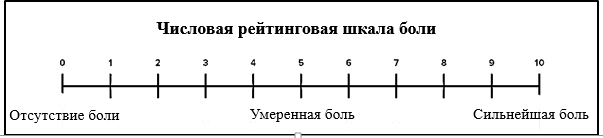 Числовая рейтинговая шкала боли
0 1 2 3 4 5 6 7 8 9 10
Отсутствие боли Умеренная боль Сильнейшая боль